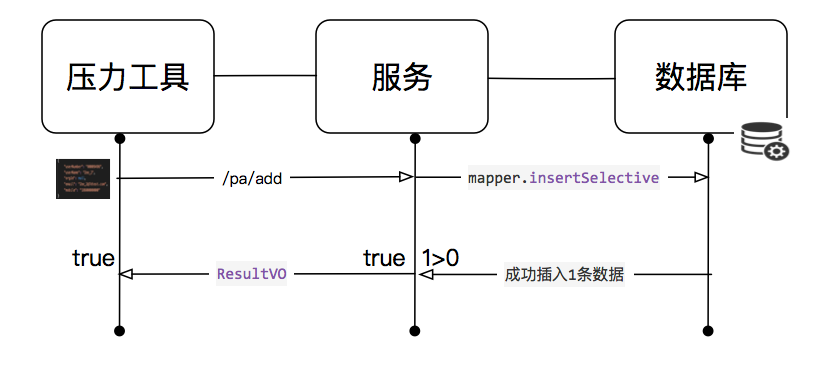 压力工具
服务
数据库
/pa/add
mapper.insertSelective
true
ResultVO
true
1>0
成功插入1条数据